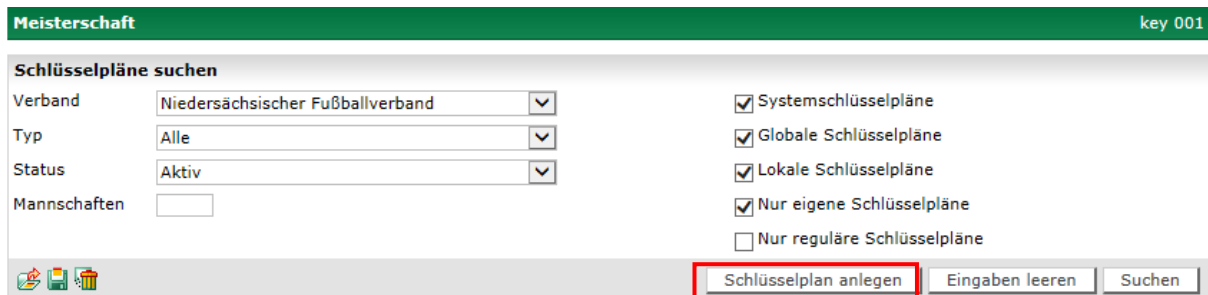 Meisterschaft key 001
Schlüsselpläne suchen
Verband Niedersächsischer Fußballverband Systemschlüsselpläne
Typ Alle Globale Schlüsselpläne
Status Aktiv Lokale Schlüsselpläne
Mannschaften Nur eigene Schlüsselpläne
Nur reguläre Schlüsselpläne
Schlüsselplan anlegen Eingaben leeren Suchen